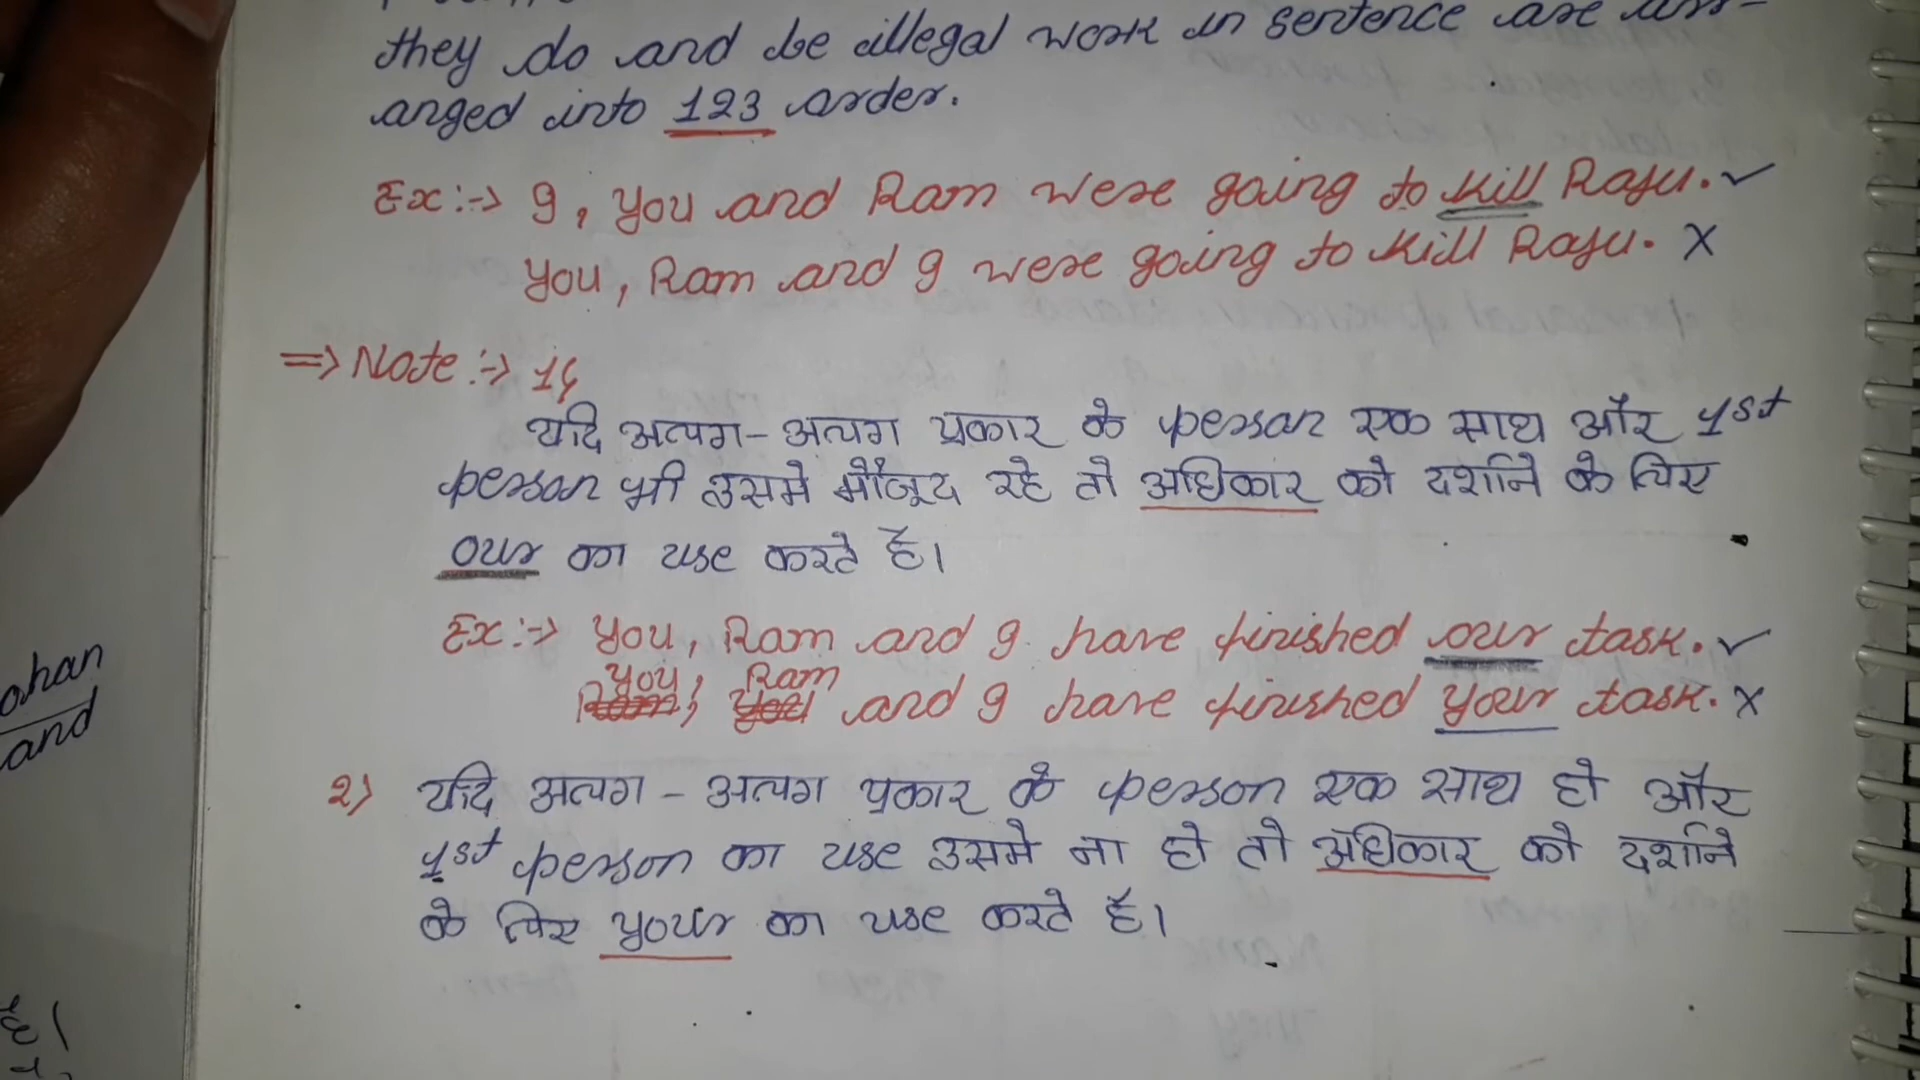 they do and be illegal work in sentence are arr-
anged into 123 order.
Ex :-> I, you and Ram were going to kill Raju. ✓
you, Ram and I were going to kill Raju. X
=> Note :-> 1)
यदि अलग-अलग प्रकार के person एक साथ और 1st
person भी उसमे मौजूद रहे तो अधिकार को दर्शाने के लिए
our का use करते हैं।
Ex :-> you, Ram and I have finished our task. ✓
you, Ram and I have finished your task. X
2) यदि अलग-अलग प्रकार के person एक साथ हो और
1st person का use उसमे ना हो तो अधिकार को दर्शाने
के लिए your का use करते हैं।
ohan
and